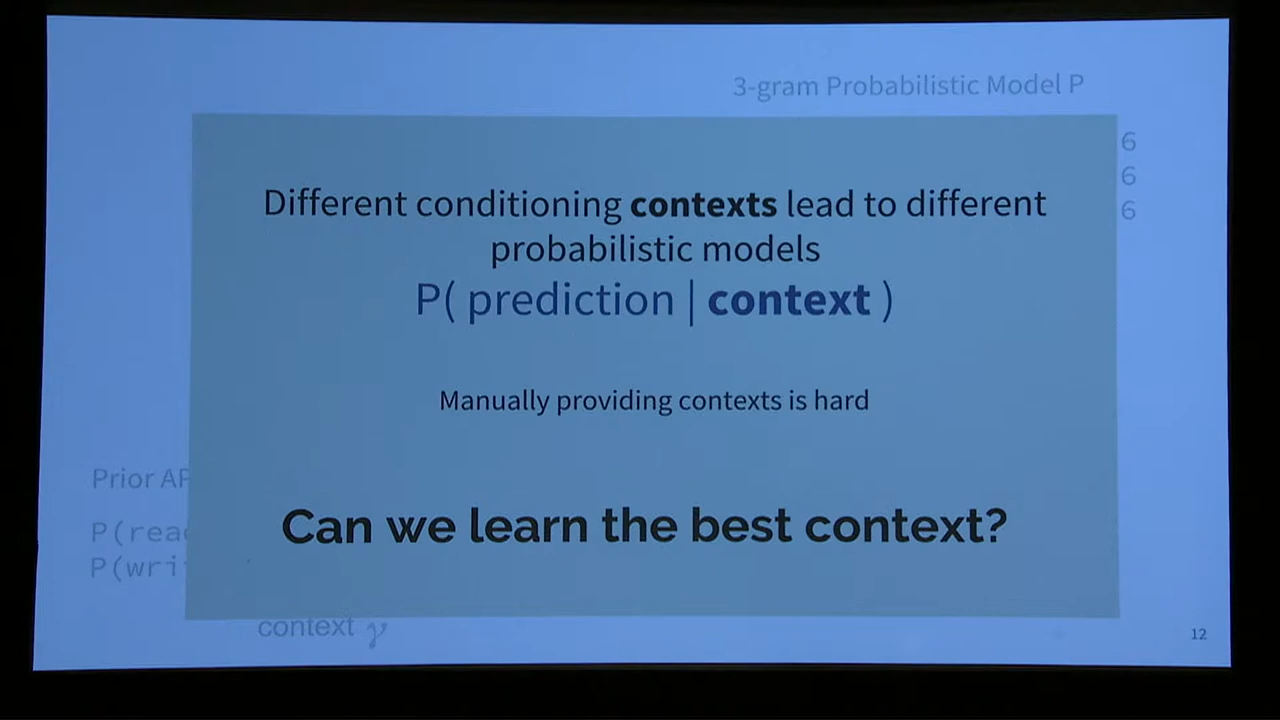 3-gram Probabilistic Model P
6
6
6
Different conditioning contexts lead to different
probabilistic models
P( prediction | context )
Manually providing contexts is hard
Prior AP
Can we learn the best context?
P(rea
P(wri
context γ
12